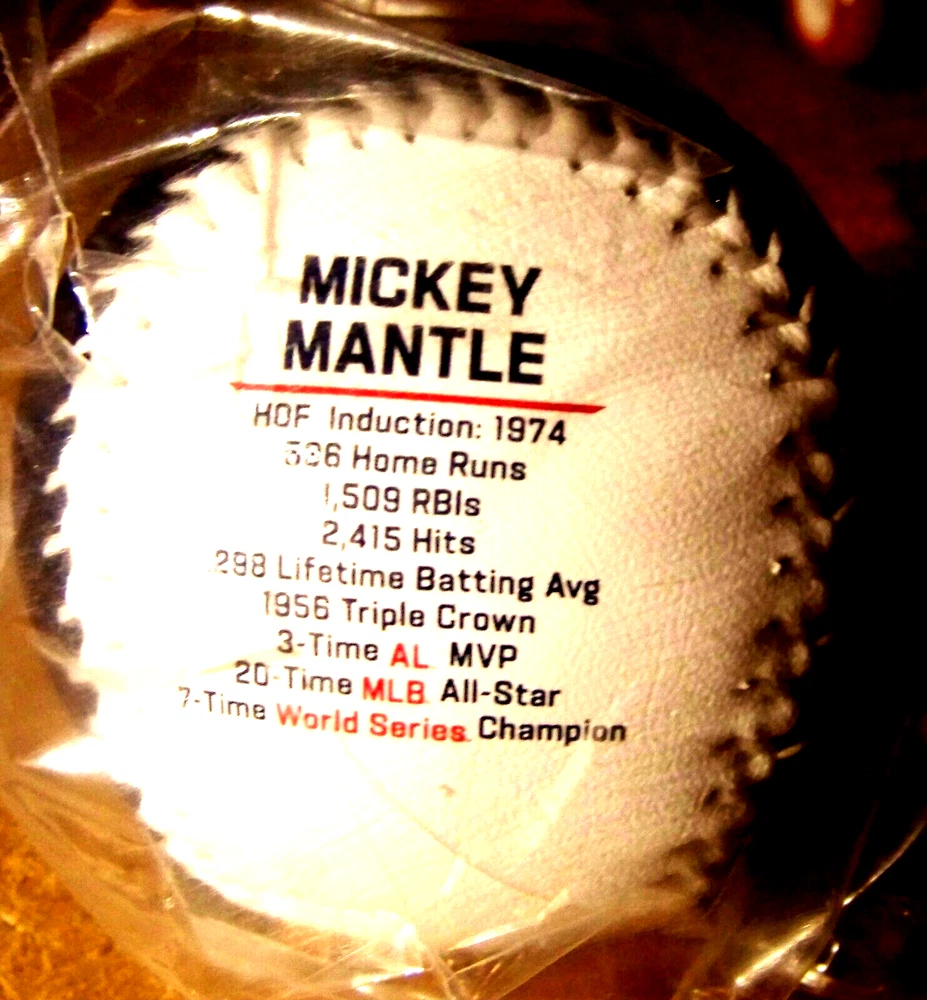 MICKEY
MANTLE
HOF Induction: 1974
536 Home Runs
1,509 RBIs
2,415 Hits
.298 Lifetime Batting Avg
1956 Triple Crown
3-Time AL MVP
20-Time MLB All-Star
7-Time World Series Champion